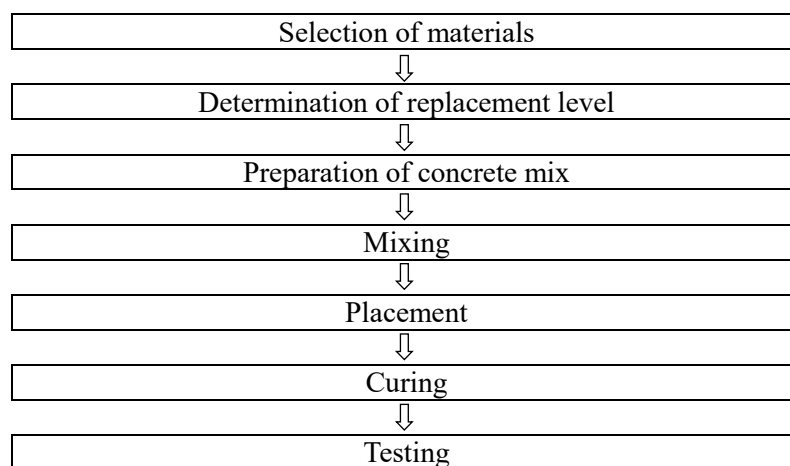 Selection of materials
Determination of replacement level
Preparation of concrete mix
Mixing
Placement
Curing
Testing